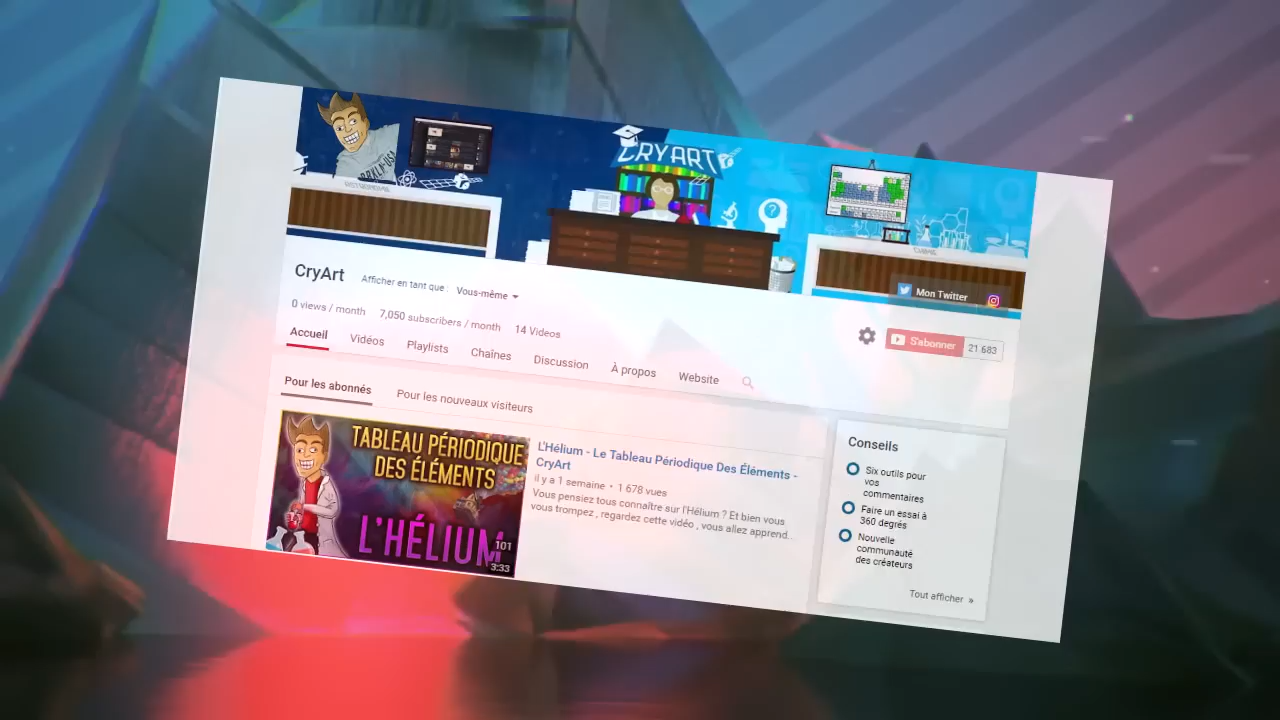 CRYART
CryArt
Afficher en tant que :
Vous-même
0 views / month
7,050 subscribers / month
14 Videos
Mon Twitter
S'abonner
21 683
Accueil
Vidéos
Playlists
Chaînes
Discussion
À propos
Website
Pour les abonnés
Pour les nouveaux visiteurs
TABLEAU PÉRIODIQUE
DES ÉLÉMENTS
L'HÉLIUM
101
3:33
L'Hélium - Le Tableau Périodique Des Éléments -
CryArt
il y a 1 semaine • 1 678 vues
Vous pensiez tous connaître sur l'Hélium ? Et bien vous
vous trompez , regardez cette vidéo , vous allez apprend..
Conseils
Six outils pour
vos
commentaires
Faire un essai à
360 degrés
Nouvelle
communauté
des créateurs
Tout afficher »